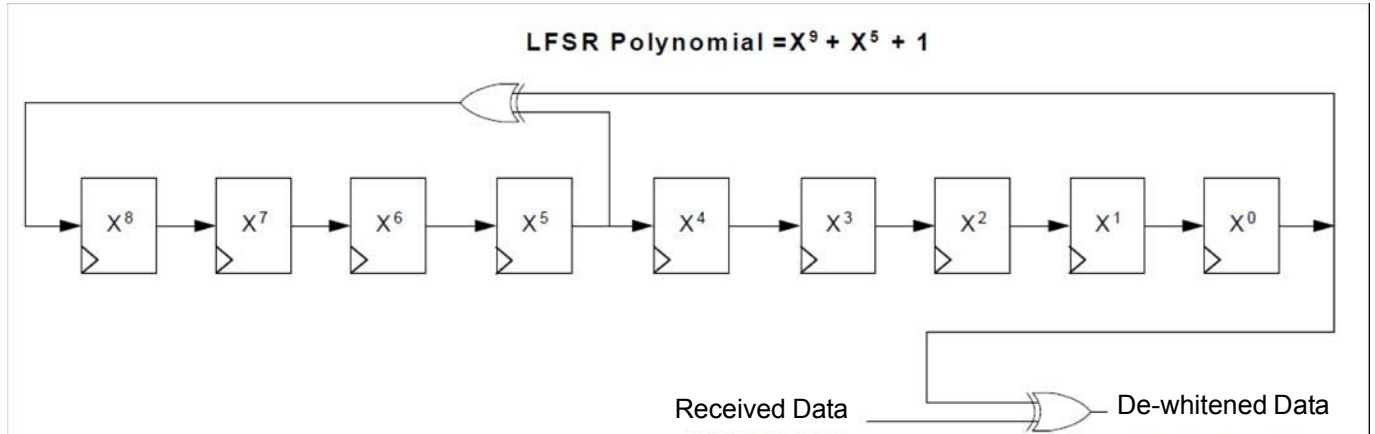 LFSR Polynomial =X⁹ + X⁵ + 1
X⁸ X⁷ X⁶ X⁵ X⁴ X³ X² X¹ X⁰
Received Data De-whitened Data